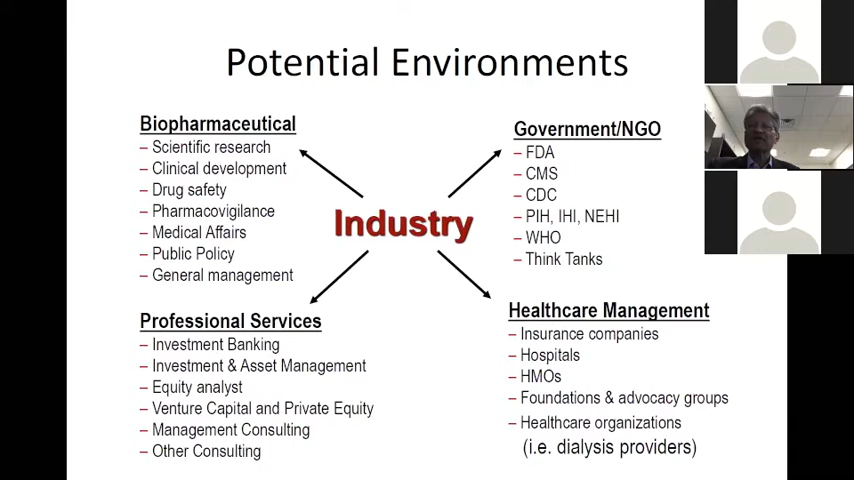 Potential Environments
Biopharmaceutical
– Scientific research
– Clinical development
– Drug safety
– Pharmacovigilance
– Medical Affairs
– Public Policy
– General management
Government/NGO
– FDA
– CMS
– CDC
– PIH, IHI, NEHI
– WHO
– Think Tanks
Industry
Professional Services
– Investment Banking
– Investment & Asset Management
– Equity analyst
– Venture Capital and Private Equity
– Management Consulting
– Other Consulting
Healthcare Management
– Insurance companies
– Hospitals
– HMOs
– Foundations & advocacy groups
– Healthcare organizations
(i.e. dialysis providers)